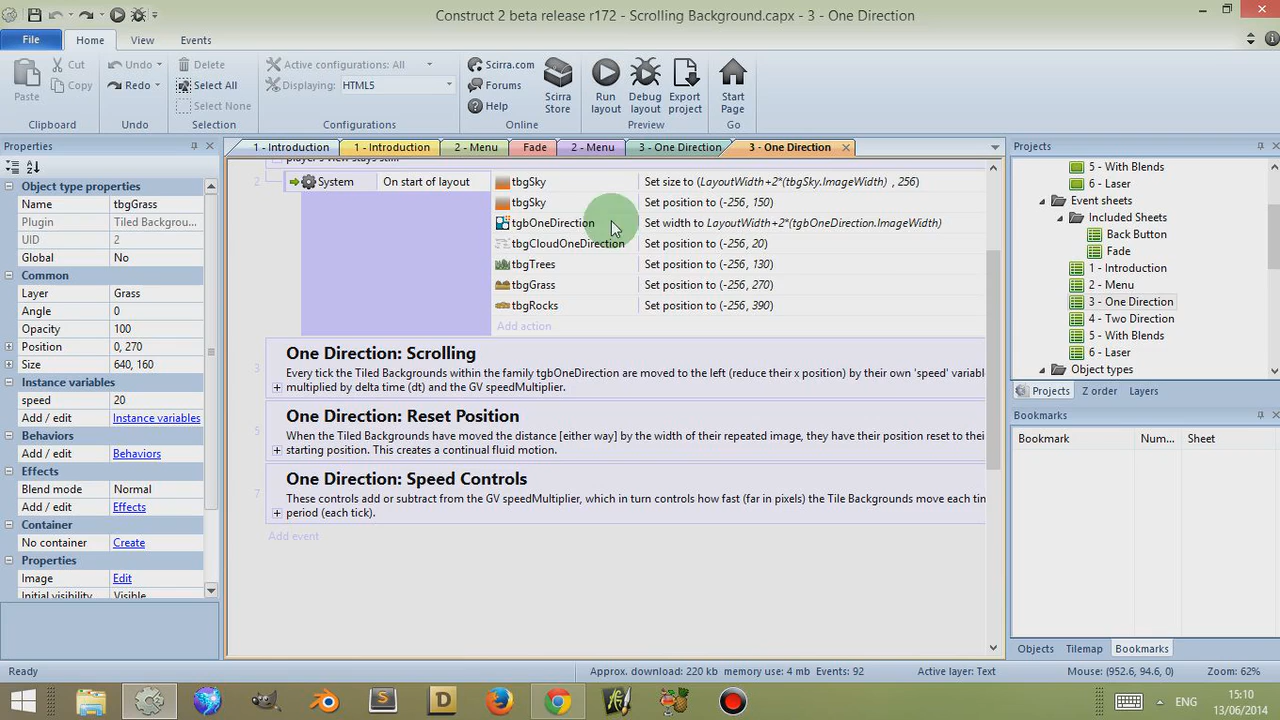 Construct 2 beta release r172 - Scrolling Background.capx - 3 - One Direction
File
Home
View
Events
Paste
Cut
Copy
Clipboard
Undo
Redo
Undo
Delete
Select All
Select None
Selection
Active configurations: All
Displaying:
HTML5
Configurations
Scirra.com
Forums
Help
Scirra
Store
Online
Run
layout
Debug
layout
Export
project
Preview
Start
Page
Go
Properties
1 - Introduction
1 - Introduction
2 - Menu
Fade
2 - Menu
3 - One Direction
3 - One Direction
Projects
Object type properties
Name tbgGrass
Plugin Tiled Backgro...
UID 2
Global No
Common
Layer Grass
Angle 0
Opacity 100
Position 0, 270
Size 640, 160
Instance variables
speed 20
Add / edit Instance variables
Behaviors
Add / edit Behaviors
Effects
Blend mode Normal
Add / edit Effects
Container
No container Create
Properties
Image Edit
Initial visibility Visible
player's view stays still
2
System On start of layout
tbgSky Set size to (LayoutWidth+2*(tbgSky.ImageWidth) , 256)
tbgSky Set position to (-256, 150)
tgbOneDirection Set width to LayoutWidth+2*(tgbOneDirection.ImageWidth)
tbgCloudOneDirection Set position to (-256, 20)
tbgTrees Set position to (-256, 130)
tbgGrass Set position to (-256, 270)
tbgRocks Set position to (-256, 390)
Add action
One Direction: Scrolling
3
Every tick the Tiled Backgrounds within the family tgbOneDirection are moved to the left (reduce their x position) by their own 'speed' variabl
multiplied by delta time (dt) and the GV speedMultiplier.
One Direction: Reset Position
5
When the Tiled Backgrounds have moved the distance [either way] by the width of their repeated image, they have their position reset to thei
starting position. This creates a continual fluid motion.
One Direction: Speed Controls
7
These controls add or subtract from the GV speedMultiplier, which in turn controls how fast (far in pixels) the Tile Backgrounds move each tin
period (each tick).
Add event
5 - With Blends
6 - Laser
Event sheets
Included Sheets
Back Button
Fade
1 - Introduction
2 - Menu
3 - One Direction
4 - Two Direction
5 - With Blends
6 - Laser
Object types
Projects
Z order
Layers
Bookmarks
Bookmark
Num...
Sheet
Objects
Tilemap
Bookmarks
Ready
Approx. download: 220 kb
memory use: 4 mb
Events: 92
Active layer: Text
Mouse: (952.6, 94.6, 0)
Zoom: 62%
S
D
ENG
15:10
13/06/2014